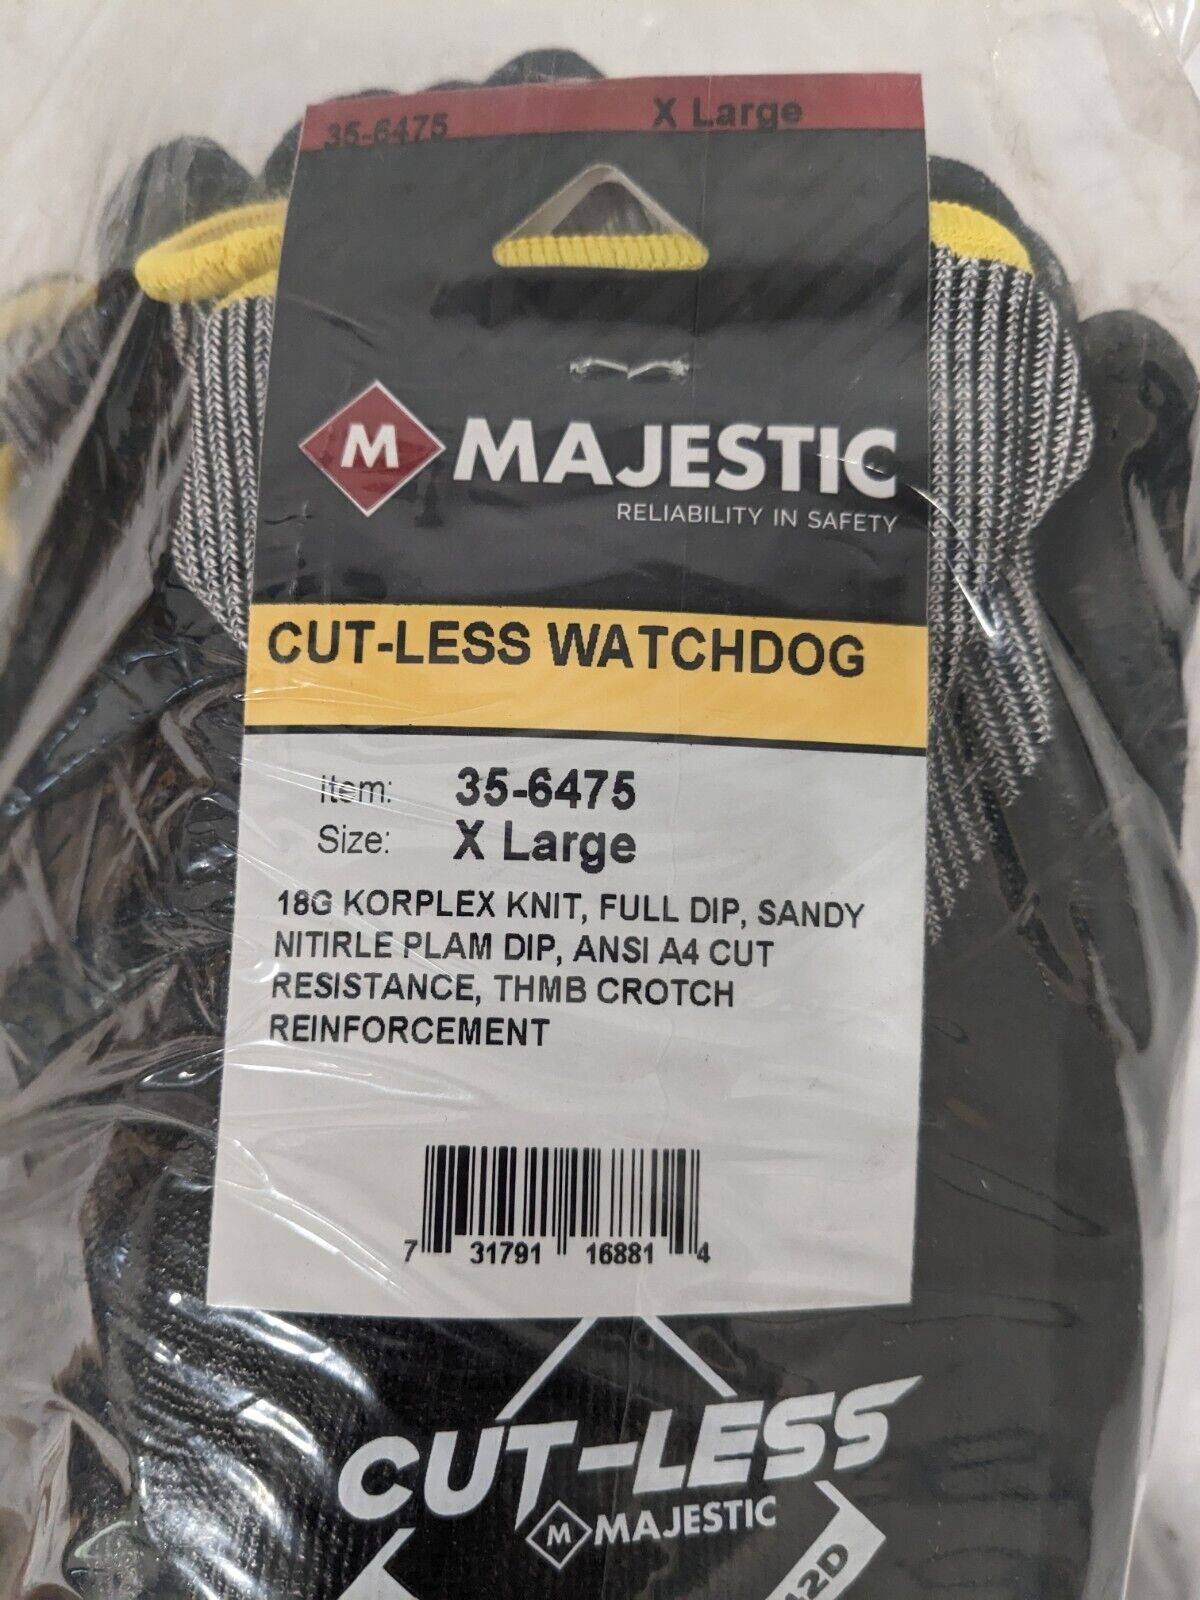 35-6475 X Large
M MAJESTIC
RELIABILITY IN SAFETY
CUT-LESS WATCHDOG
Item: 35-6475
Size: X Large
18G KORPLEX KNIT, FULL DIP, SANDY
NITIRLE PLAM DIP, ANSI A4 CUT
RESISTANCE, THMB CROTCH
REINFORCEMENT
7 31791 16881 4
CUT-LESS
M MAJESTIC